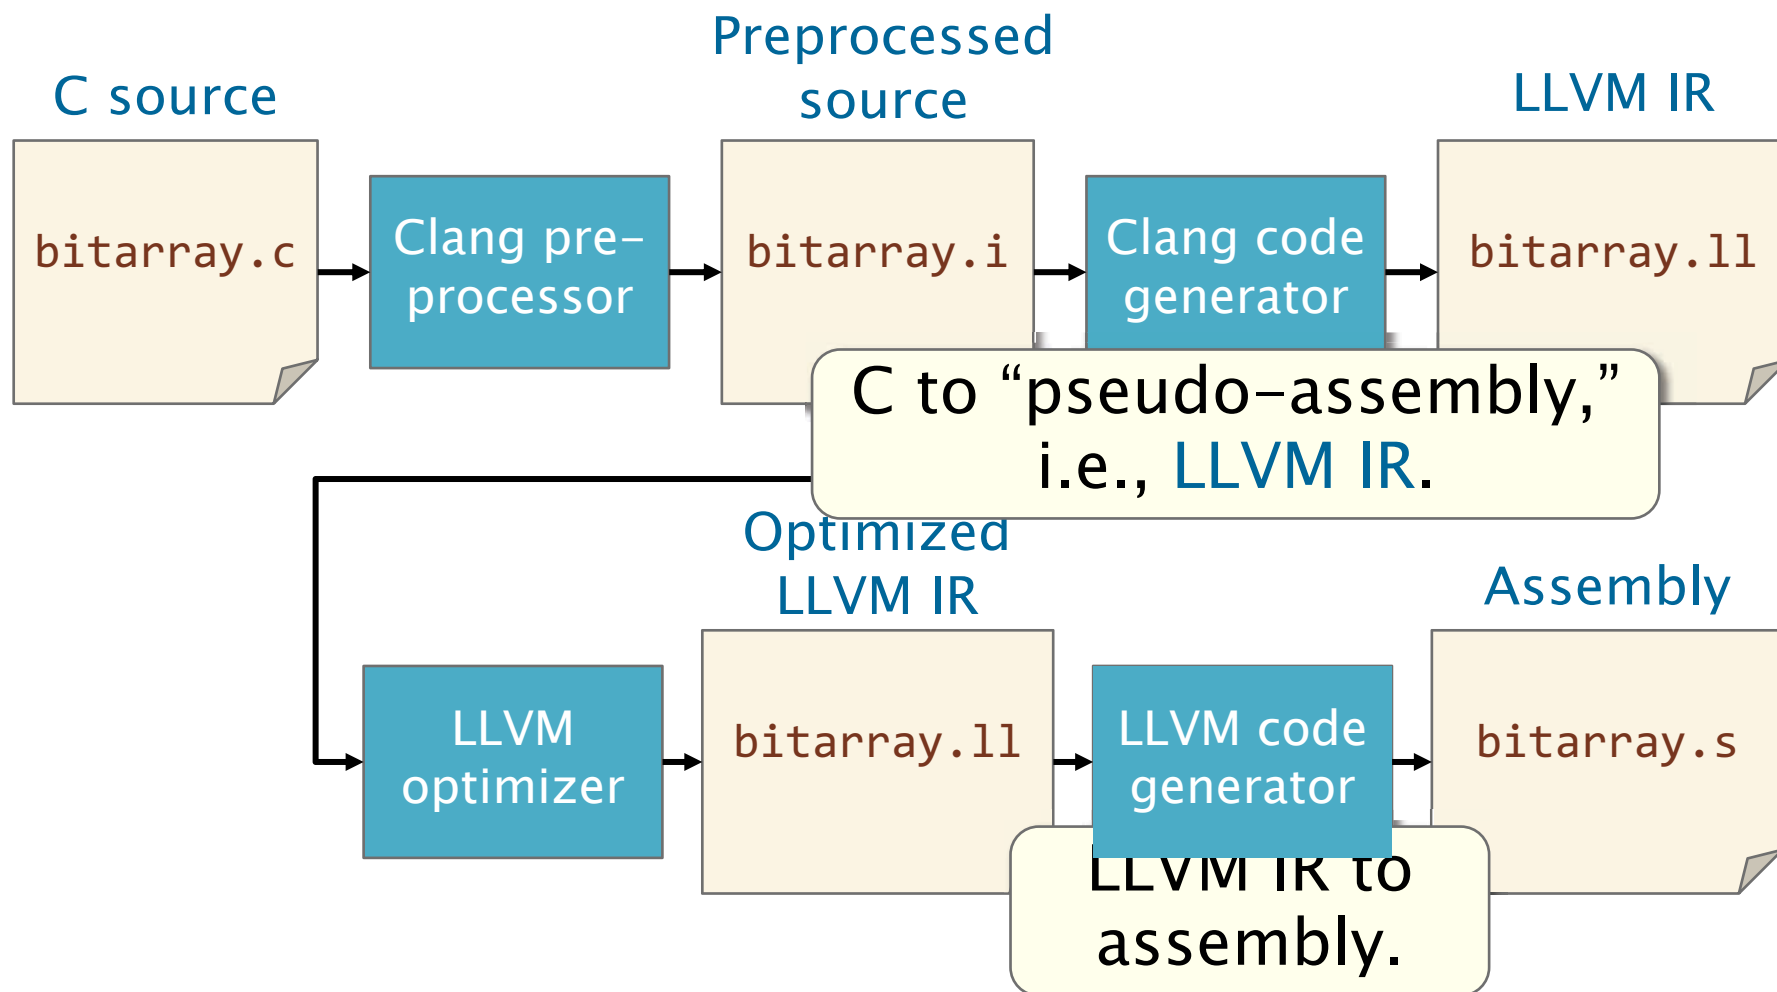 C source
Preprocessed
source
LLVM IR
bitarray.c
Clang pre-
processor
bitarray.i
Clang code
generator
bitarray.ll
C to “pseudo-assembly,”
i.e., LLVM IR.
Optimized
LLVM IR
Assembly
LLVM
optimizer
bitarray.ll
LLVM code
generator
bitarray.s
LLVM IR to
assembly.